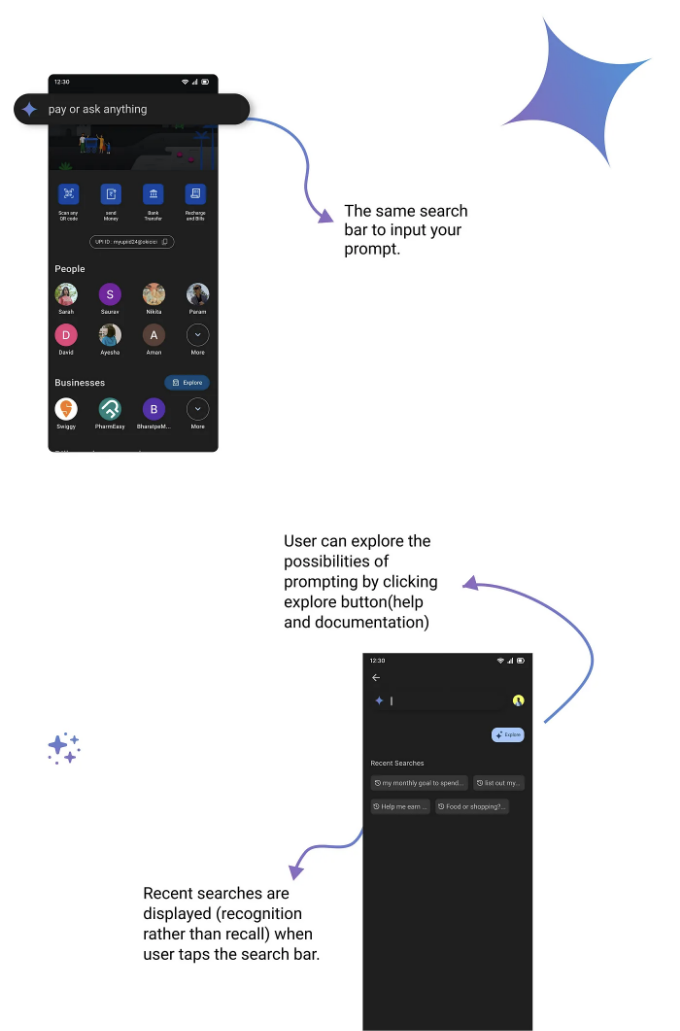 12:30
pay or ask anything
Scan any
QR code
send
Money
Bank
Transfer
Recharge
and Bills
The same search
bar to input your
prompt.
People
S
Sarah
Saurav
Nikita
Param
D
A
David
Ayesha
Aman
More
Businesses
Explore
B
Swiggy
PharmEasy
BharatpeM...
More
User can explore the
possibilities of
prompting by clicking
explore button(help
and documentation)
12:30
Explore
Recent Searches
my monthly goal to spend...
list out my...
Help me earn ...
Food or shopping?...
Recent searches are
displayed (recognition
rather than recall) when
user taps the search bar.